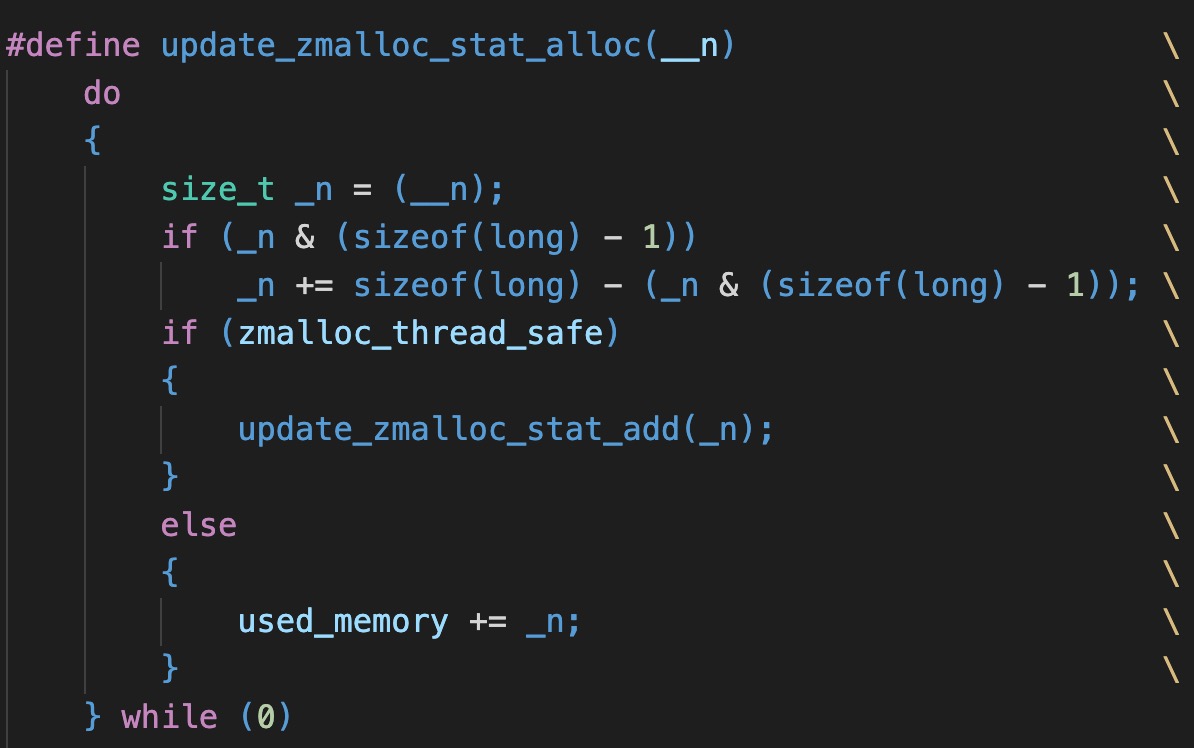 #define update_zmalloc_stat_alloc(__n) \
    do \
    { \
        size_t _n = (__n); \
        if (_n & (sizeof(long) - 1)) \
            _n += sizeof(long) - (_n & (sizeof(long) - 1)); \
        if (zmalloc_thread_safe) \
        { \
            update_zmalloc_stat_add(_n); \
        } \
        else \
        { \
            used_memory += _n; \
        } \
    } while (0)